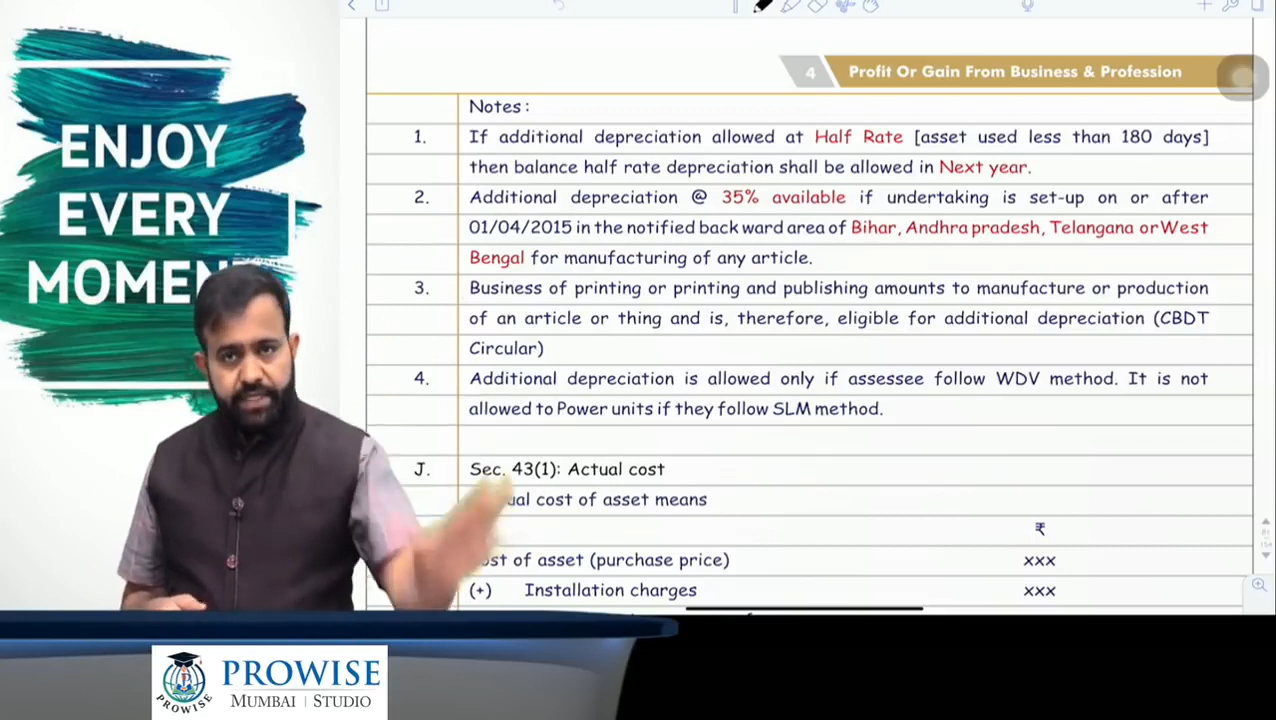 ENJOY
EVERY
MOMEN
4 Profit Or Gain From Business & Profession
Notes :
1. If additional depreciation allowed at Half Rate [asset used less than 180 days]
then balance half rate depreciation shall be allowed in Next year.
2. Additional depreciation @ 35% available if undertaking is set-up on or after
01/04/2015 in the notified back ward area of Bihar, Andhra pradesh, Telangana orWest
Bengal for manufacturing of any article.
3. Business of printing or printing and publishing amounts to manufacture or production
of an article or thing and is, therefore, eligible for additional depreciation (CBDT
Circular)
4. Additional depreciation is allowed only if assessee follow WDV method. It is not
allowed to Power units if they follow SLM method.
J. Sec. 43(1): Actual cost
cost of asset means
₹
of asset (purchase price) xxx
(+) Installation charges xxx
PROWISE
PROWISE
MUMBAI | STUDIO